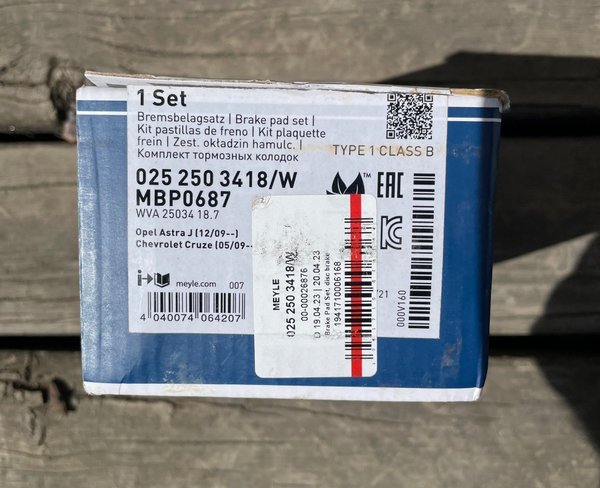 1 Set
Bremsbelagsatz | Brake pad set |
Kit pastillas de freno | Kit plaquette
frein | Zest. okładzin hamulc. |
Комплект тормозных колодок
TYPE 1 CLASS B
025 250 3418/W
MBP0687
WVA 25034 18.7
™
EAC
Opel Astra J (12/09--)
Chevrolet Cruze (05/09--
meyle.com 007
4 040074 064207
MEYLE
025 250 3418/W
00-00026876
D 19.04.23 | 20.04.23
Brake Pad Set, disc brake
1941710006168
/21
000V160